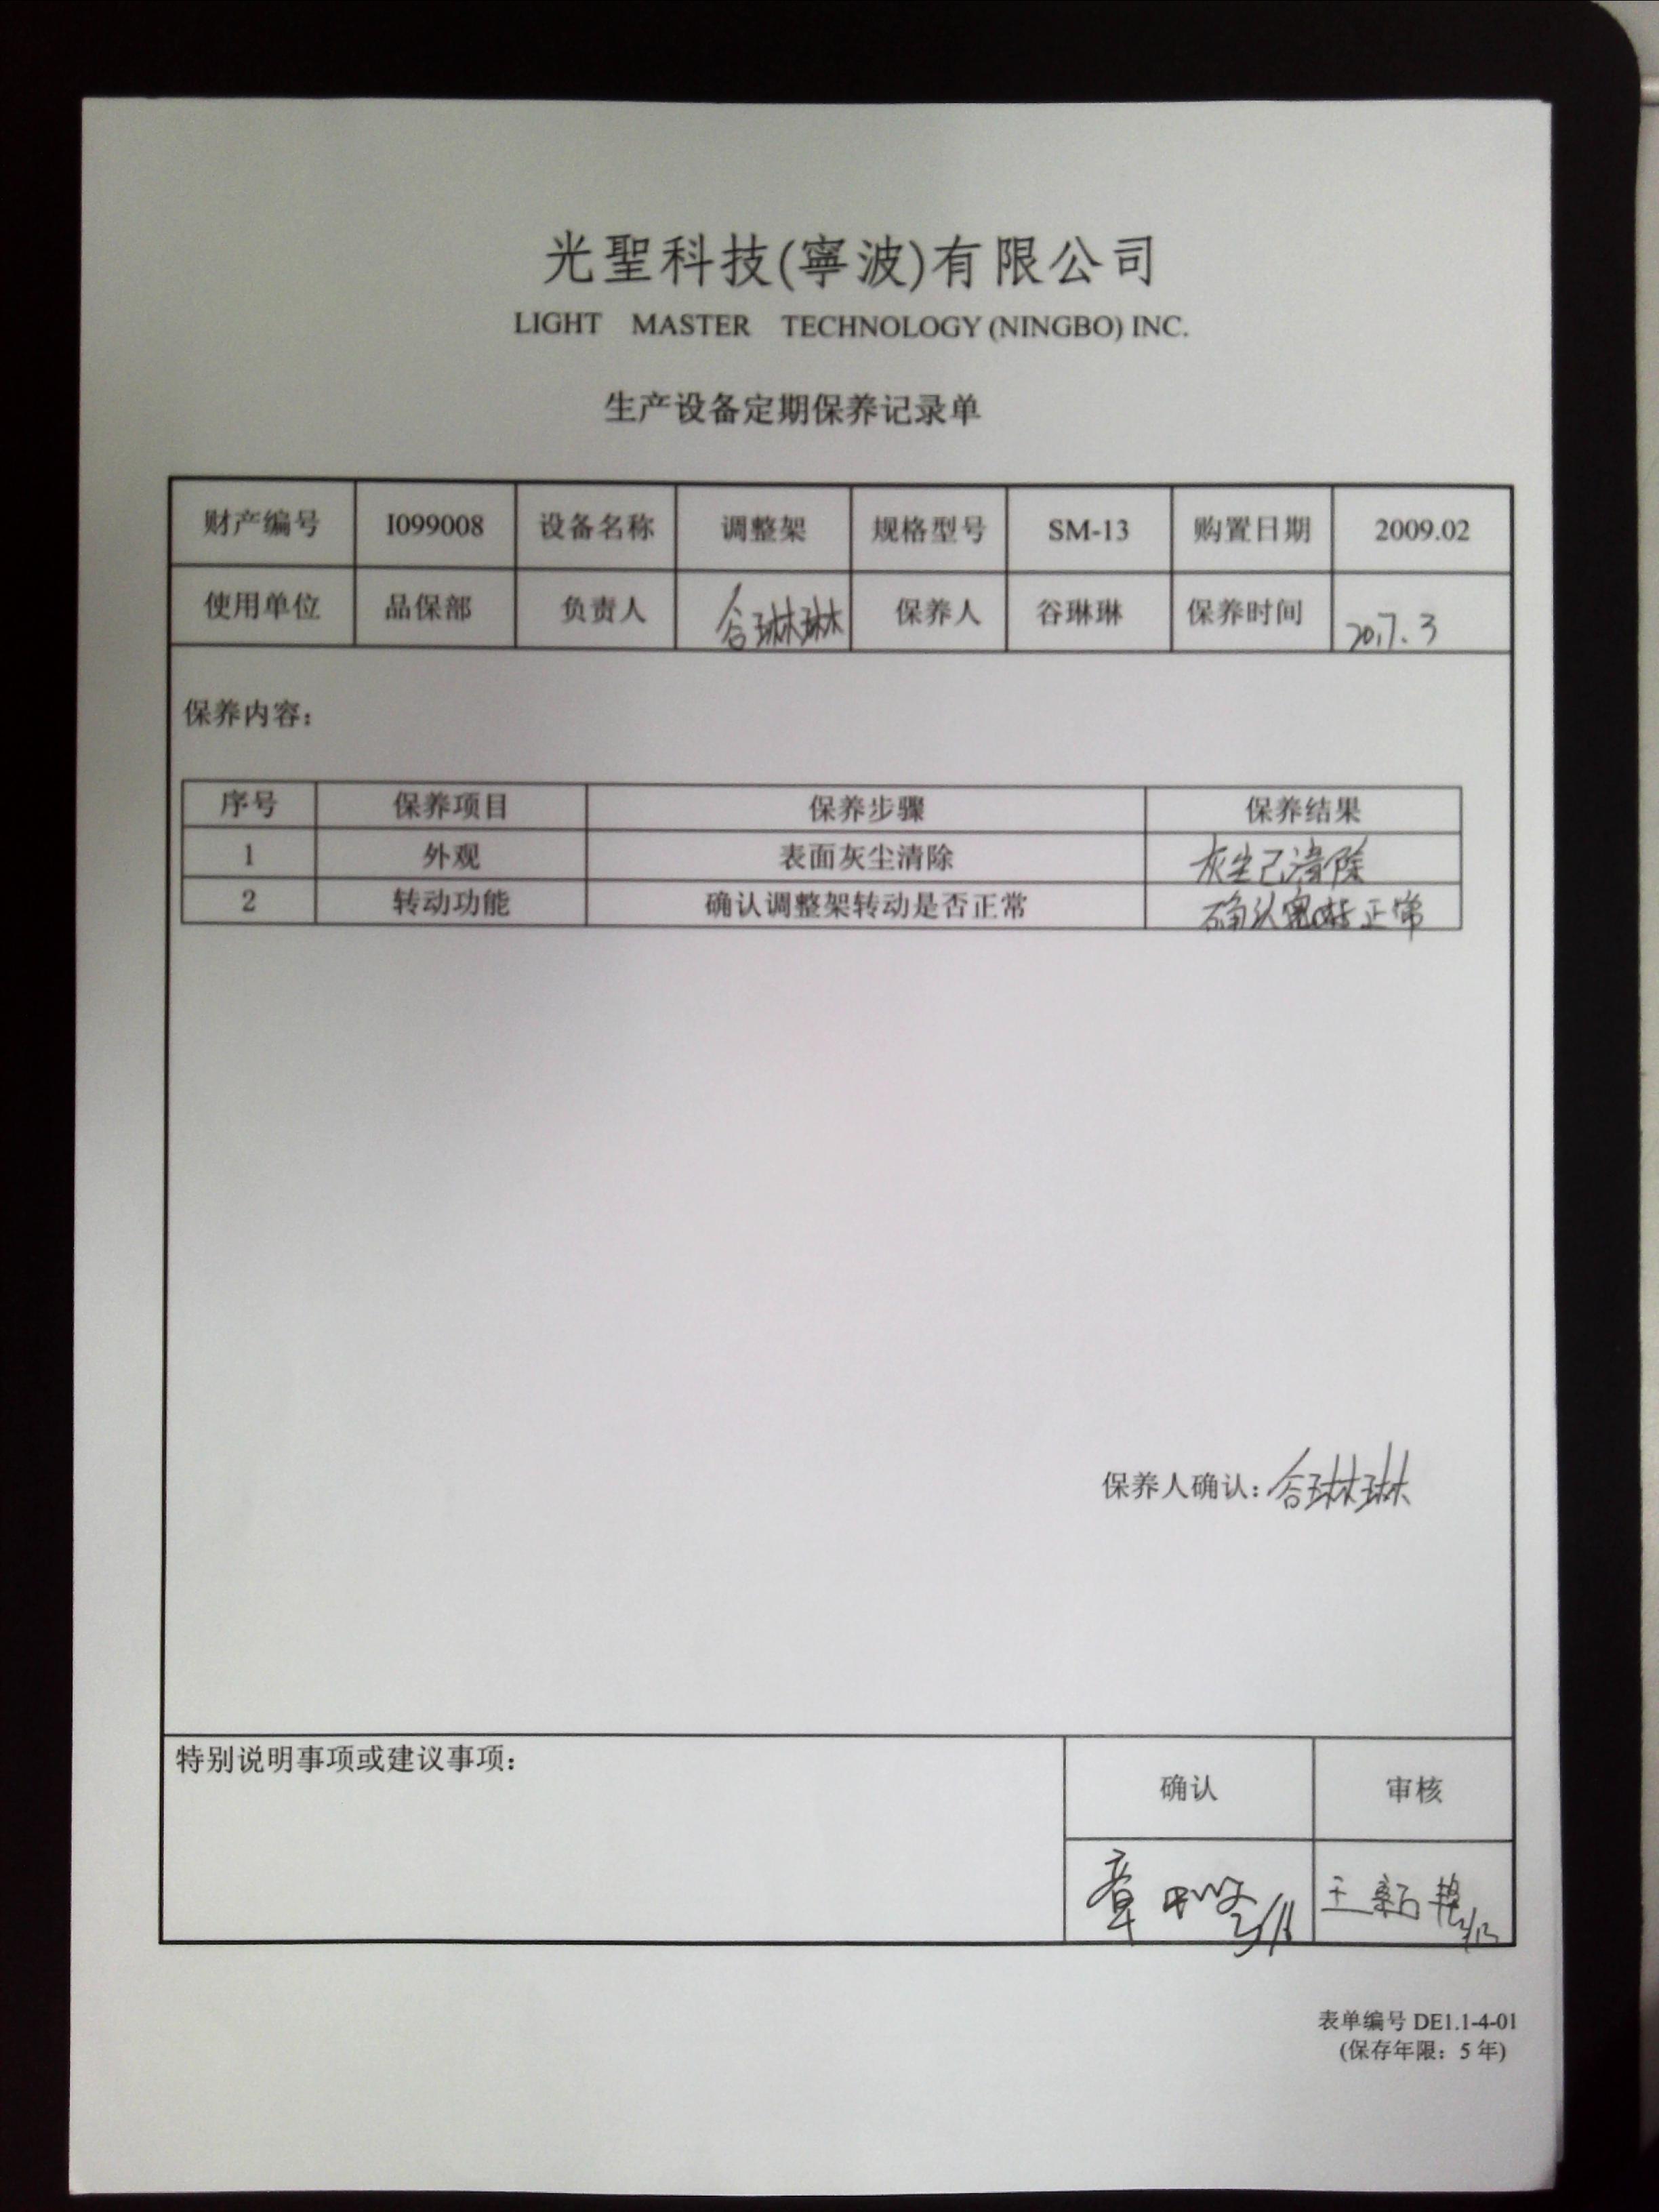 光聖科技(寧波)有限公司
LIGHT MASTER TECHNOLOGY (NINGBO) INC.
生产设备定期保养记录单
财产编号 I099008 设备名称 调整架 规格型号 SM-13 购置日期 2009.02
使用单位 品保部 负责人 谷琳琳 保养人 谷琳琳 保养时间 2017.3
保养内容：
序号 保养项目 保养步骤 保养结果
1 外观 表面灰尘清除 灰尘已清除
2 转动功能 确认调整架转动是否正常 确认 正常
保养人确认：谷琳琳
特别说明事项或建议事项：
确认 审核
章 王
表单编号 DE1.1-4-01
(保存年限：5 年)